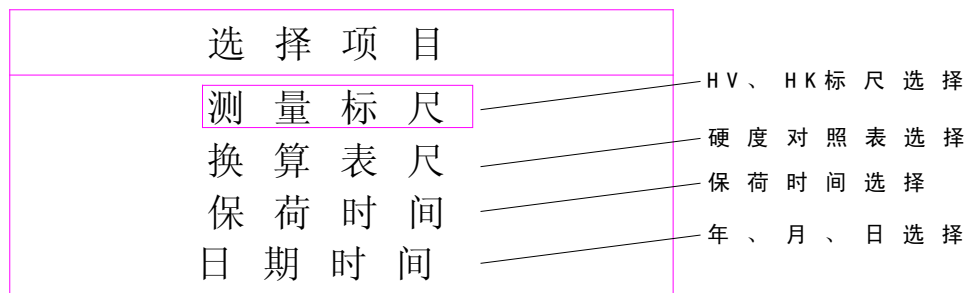 选择项目
测量标尺
HV、HK标尺选择
换算表尺
硬度对照表选择
保荷时间
保荷时间选择
日期时间
年、月、日选择